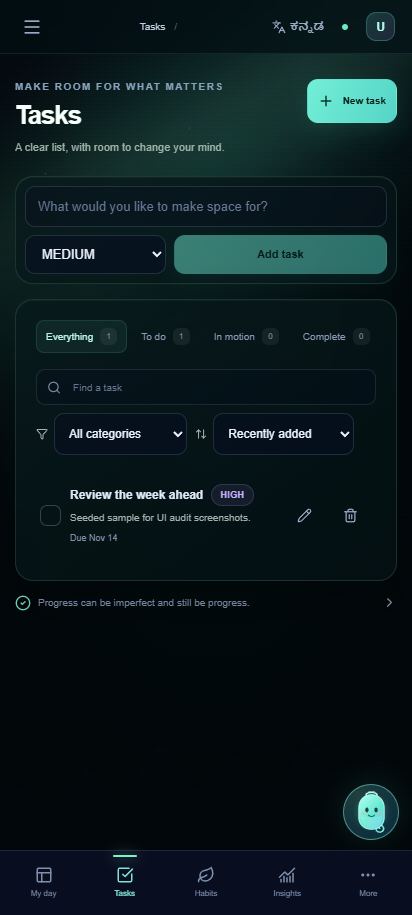 Tasks /
ಕನ್ನಡ
U
MAKE ROOM FOR WHAT MATTERS
Tasks
New task
A clear list, with room to change your mind.
What would you like to make space for?
MEDIUM
Add task
Everything 1 To do 1 In motion 0 Complete 0
Find a task
All categories
Recently added
Review the week ahead HIGH
Seeded sample for UI audit screenshots.
Due Nov 14
Progress can be imperfect and still be progress.
My day Tasks Habits Insights More